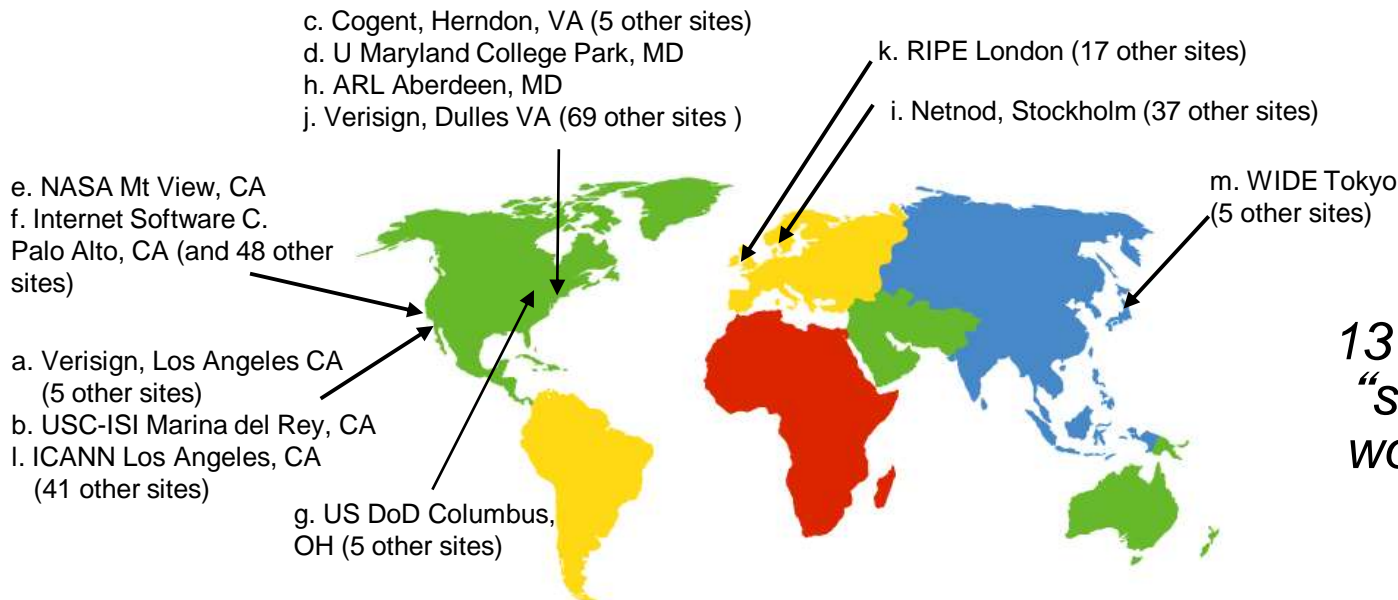 c. Cogent, Herndon, VA (5 other sites)
d. U Maryland College Park, MD
h. ARL Aberdeen, MD
j. Verisign, Dulles VA (69 other sites )
k. RIPE London (17 other sites)
i. Netnod, Stockholm (37 other sites)
m. WIDE Tokyo
(5 other sites)
e. NASA Mt View, CA
f. Internet Software C.
Palo Alto, CA (and 48 other
sites)
a. Verisign, Los Angeles CA
(5 other sites)
b. USC-ISI Marina del Rey, CA
l. ICANN Los Angeles, CA
(41 other sites)
g. US DoD Columbus,
OH (5 other sites)
13